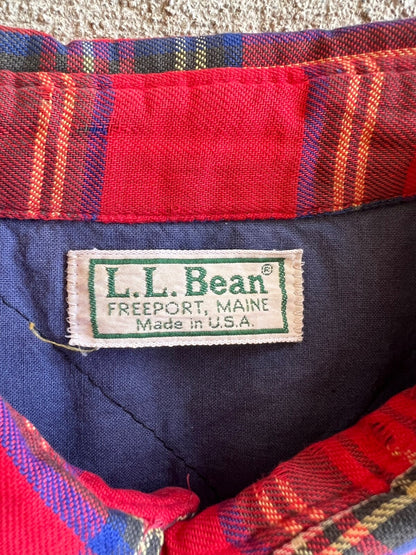 L.L. Bean®
FREEPORT, MAINE
Made in U.S.A.